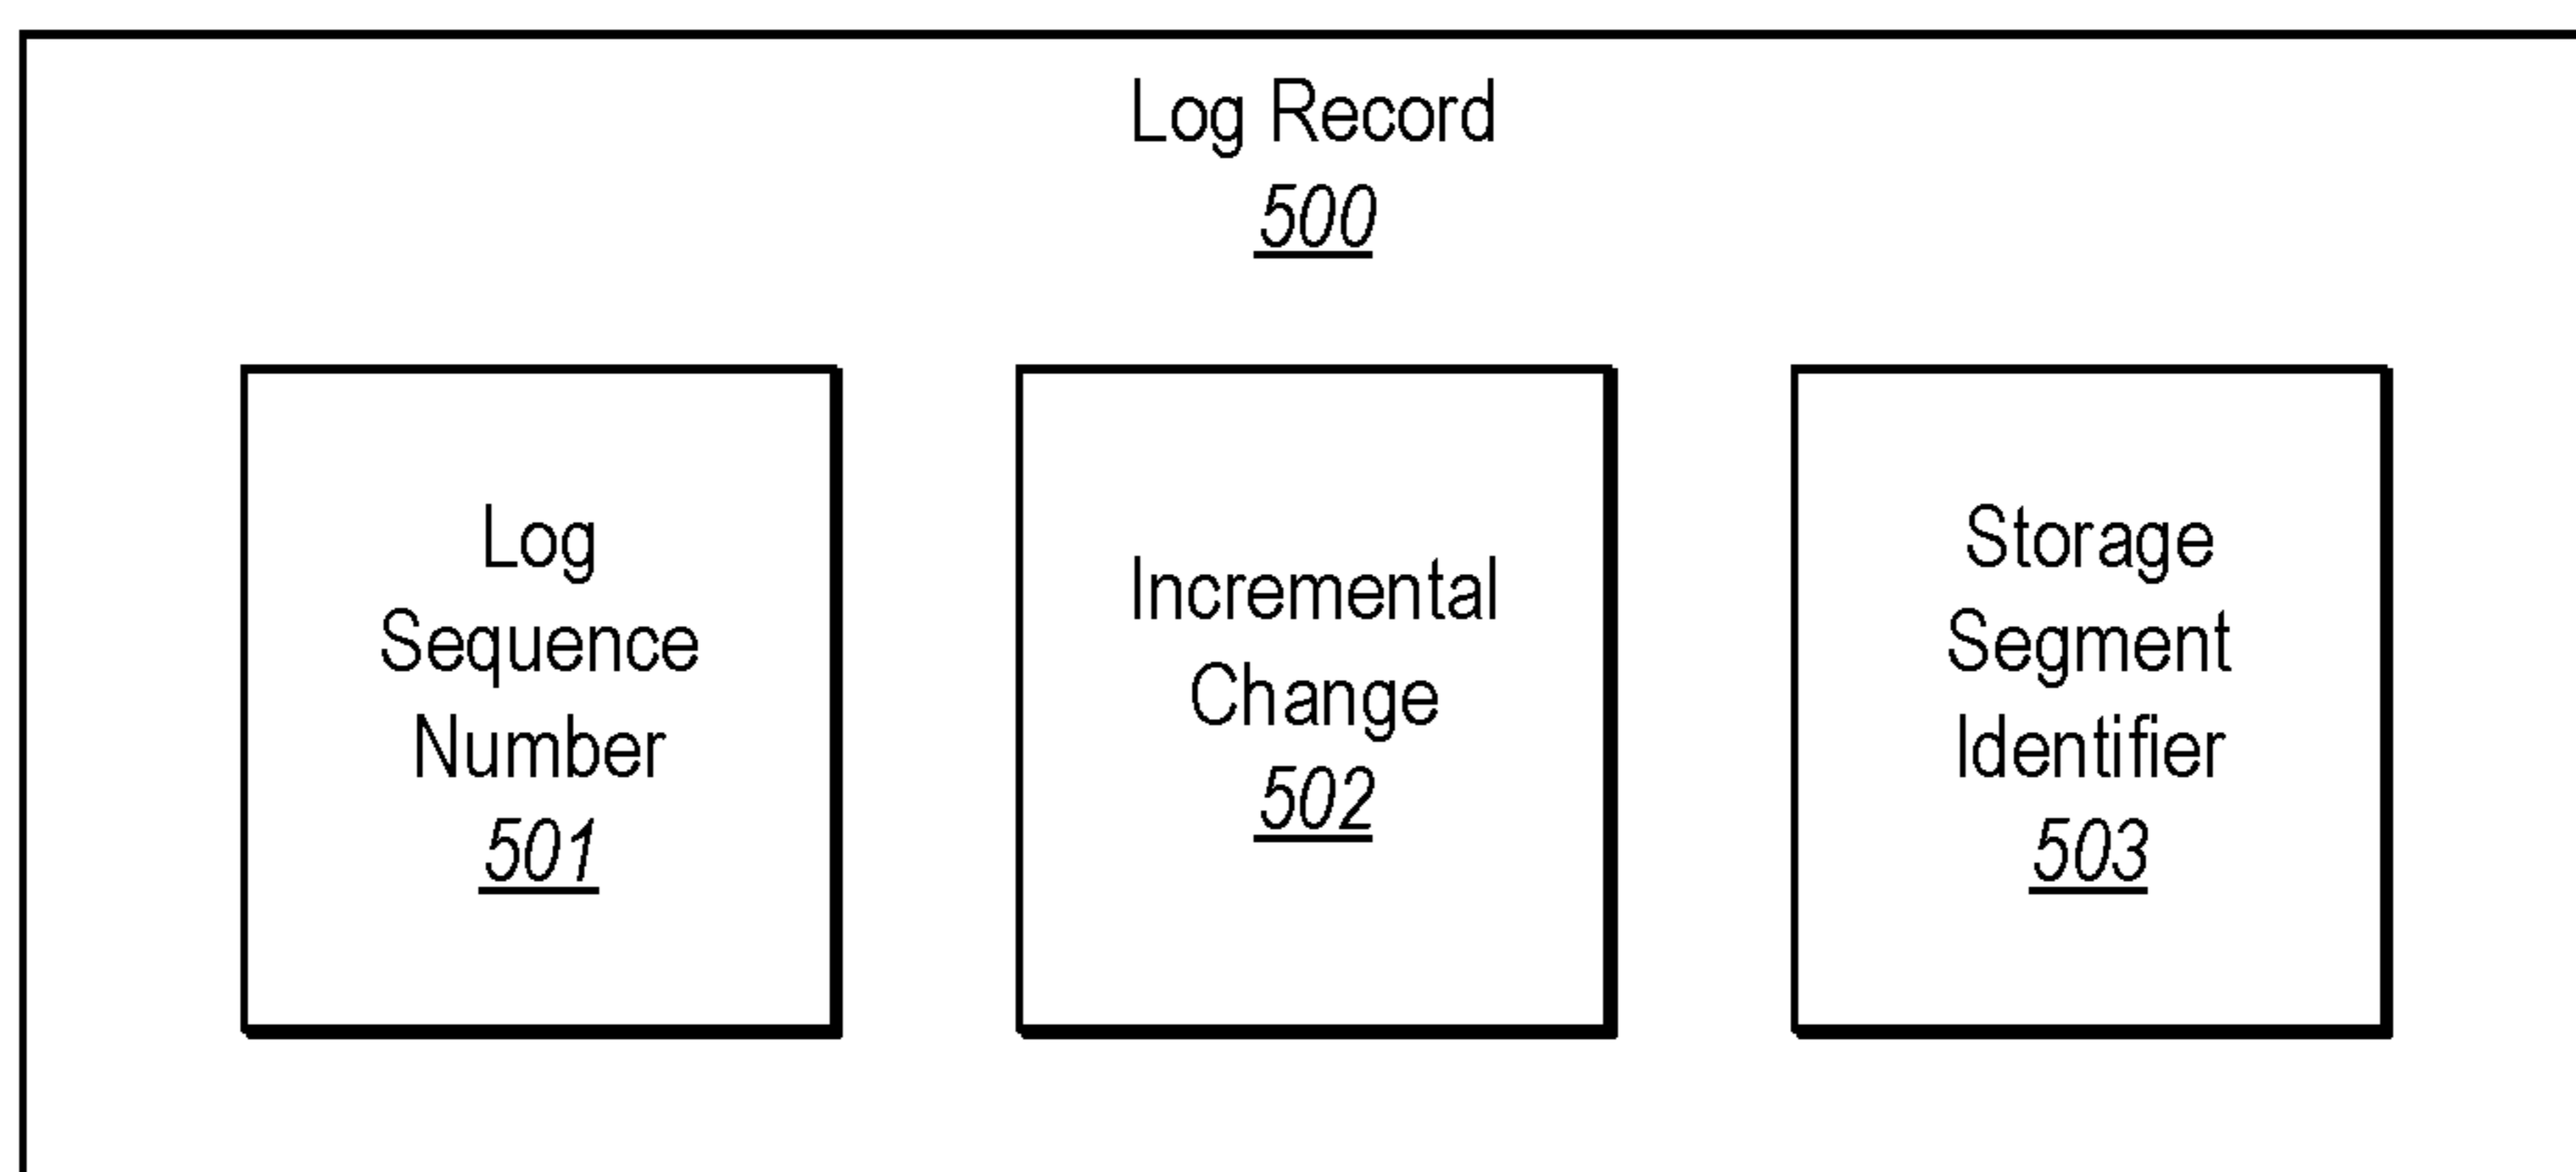 Log Record
500
Log
Sequence
Number
501
Incremental
Change
502
Storage
Segment
Identifier
503